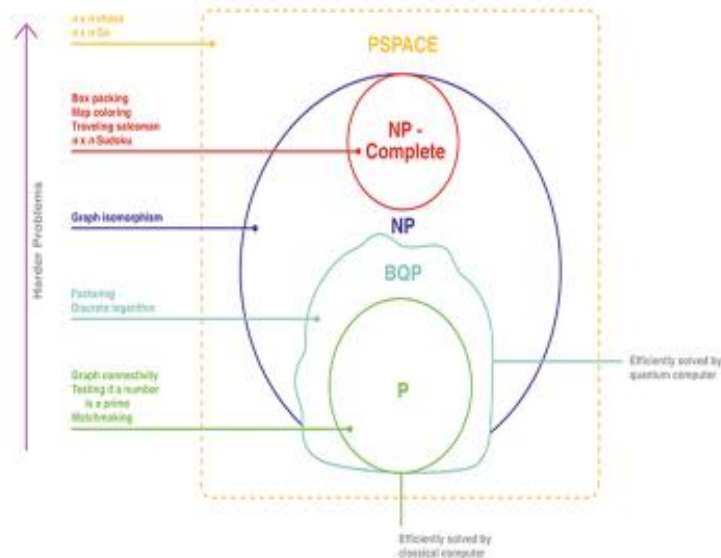 n x n chess
n x n Go
PSPACE
Box packing
Map coloring
Traveling salesman
n x n Sudoku
NP -
Complete
Harder Problems
Graph isomorphism
NP
BQP
Factoring
Discrete logarithm
Graph connectivity
Testing if a number
is a prime
Matchmaking
P
Efficiently solved by
quantum computer
Efficiently solved by
classical computer